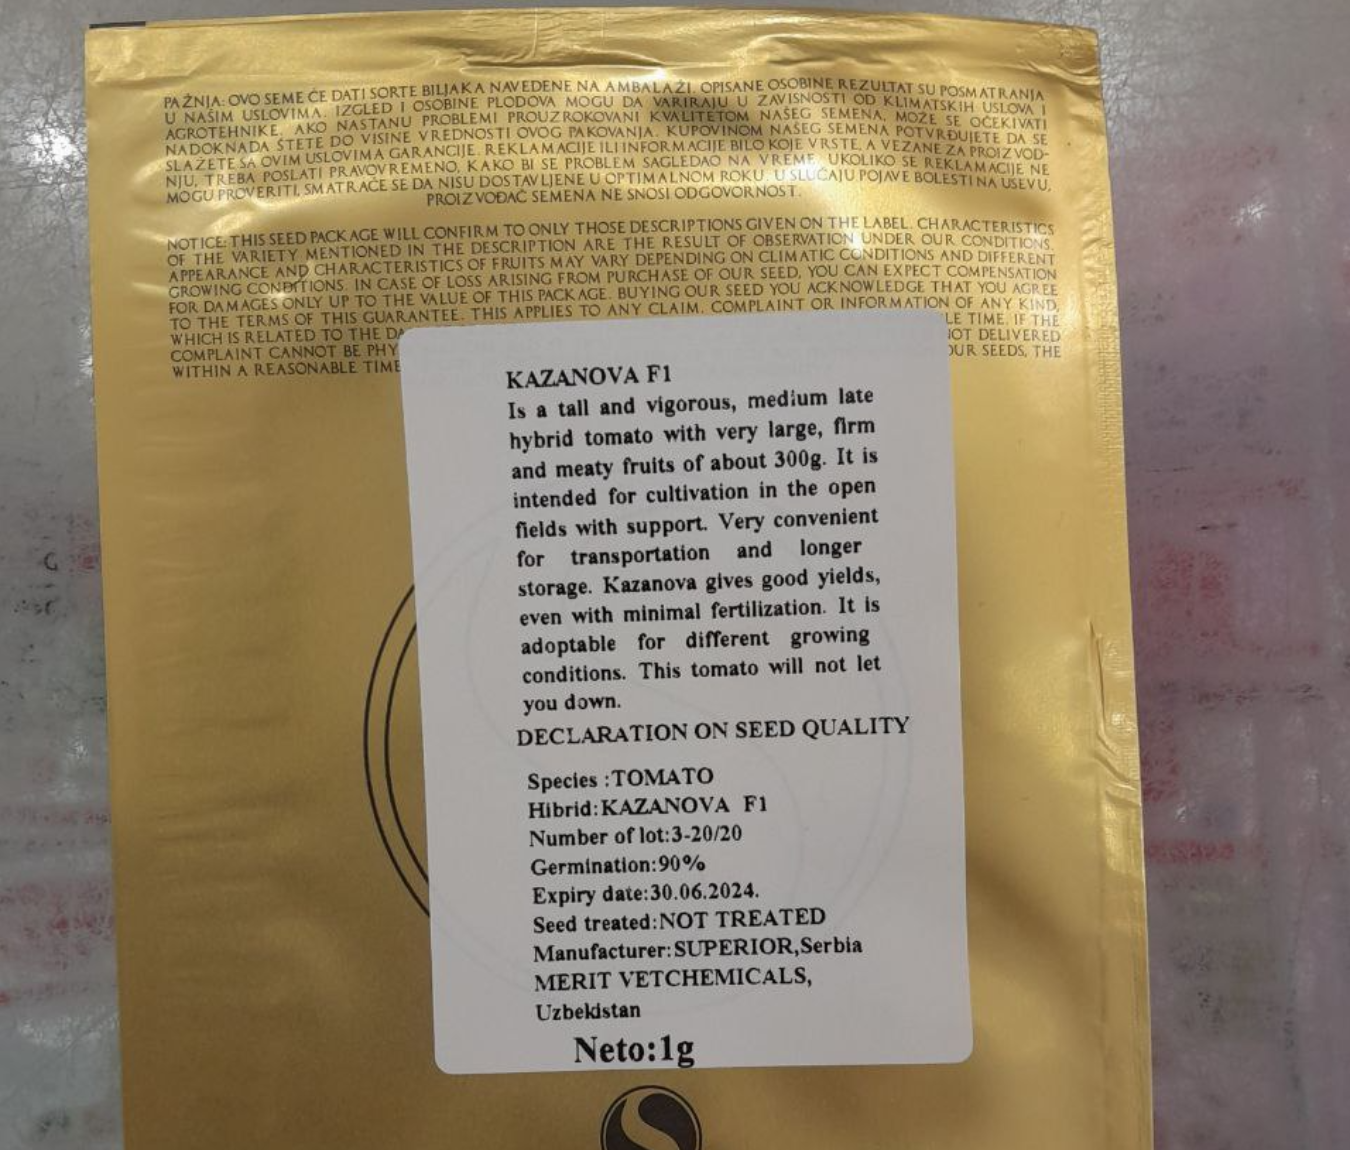 PAŽNJA: OVO SEME ĆE DATI SORTE BILJAKA NAVEDENE NA AMBALAŽI. OPISANE OSOBINE REZULTAT SU POSMATRANJA
U NAŠIM USLOVIMA. IZGLED I OSOBINE PLODOVA MOGU DA VARIRAJU U ZAVISNOSTI OD KLIMATSKIH USLOVA I
AGROTEHNIKE. AKO NASTANU PROBLEMI PROUZROKOVANI KVALITETOM NAŠEG SEMENA, MOŽE SE OČEKIVATI
NADOKNADA ŠTETE DO VISINE VREDNOSTI OVOG PAKOVANJA. KUPOVINOM NAŠEG SEMENA POTVRĐUJETE DA SE
SLAŽETE SA OVIM USLOVIMA GARANCIJE. REKLAMACIJE ILI INFORMACIJE BILO KOJE VRSTE, A VEZANE ZA PROIZVOD-
NJU, TREBA POSLATI PRAVOVREMENO, KAKO BI SE PROBLEM SAGLEDAO NA VREME. UKOLIKO SE REKLAMACIJE NE
MOGU PROVERITI, SMATRAĆE SE DA NISU DOSTAVLJENE U OPTIMALNOM ROKU. U SLUČAJU POJAVE BOLESTI NA USEVU,
PROIZVOĐAČ SEMENA NE SNOSI ODGOVORNOST.
NOTICE: THIS SEED PACKAGE WILL CONFIRM TO ONLY THOSE DESCRIPTIONS GIVEN ON THE LABEL. CHARACTERISTICS
OF THE VARIETY MENTIONED IN THE DESCRIPTION ARE THE RESULT OF OBSERVATION UNDER OUR CONDITIONS.
APPEARANCE AND CHARACTERISTICS OF FRUITS MAY VARY DEPENDING ON CLIMATIC CONDITIONS AND DIFFERENT
GROWING CONDITIONS. IN CASE OF LOSS ARISING FROM PURCHASE OF OUR SEED, YOU CAN EXPECT COMPENSATION
FOR DAMAGES ONLY UP TO THE VALUE OF THIS PACKAGE. BUYING OUR SEED YOU ACKNOWLEDGE THAT YOU AGREE
TO THE TERMS OF THIS GUARANTEE. THIS APPLIES TO ANY CLAIM, COMPLAINT OR INFORMATION OF ANY KIND,
WHICH IS RELATED TO THE TIME. IF THE
COMPLAINT CANNOT BE DELIVERED
WITHIN A REASONABLE TIME SEEDS, THE
KAZANOVA F1
Is a tall and vigorous, medium late
hybrid tomato with very large, firm
and meaty fruits of about 300g. It is
intended for cultivation in the open
fields with support. Very convenient
for transportation and longer
storage. Kazanova gives good yields,
even with minimal fertilization. It is
adoptable for different growing
conditions. This tomato will not let
you down.
DECLARATION ON SEED QUALITY
Species :TOMATO
Hibrid:KAZANOVA F1
Number of lot:3-20/20
Germination:90%
Expiry date:30.06.2024.
Seed treated:NOT TREATED
Manufacturer:SUPERIOR,Serbia
MERIT VETCHEMICALS,
Uzbekistan
Neto:1g